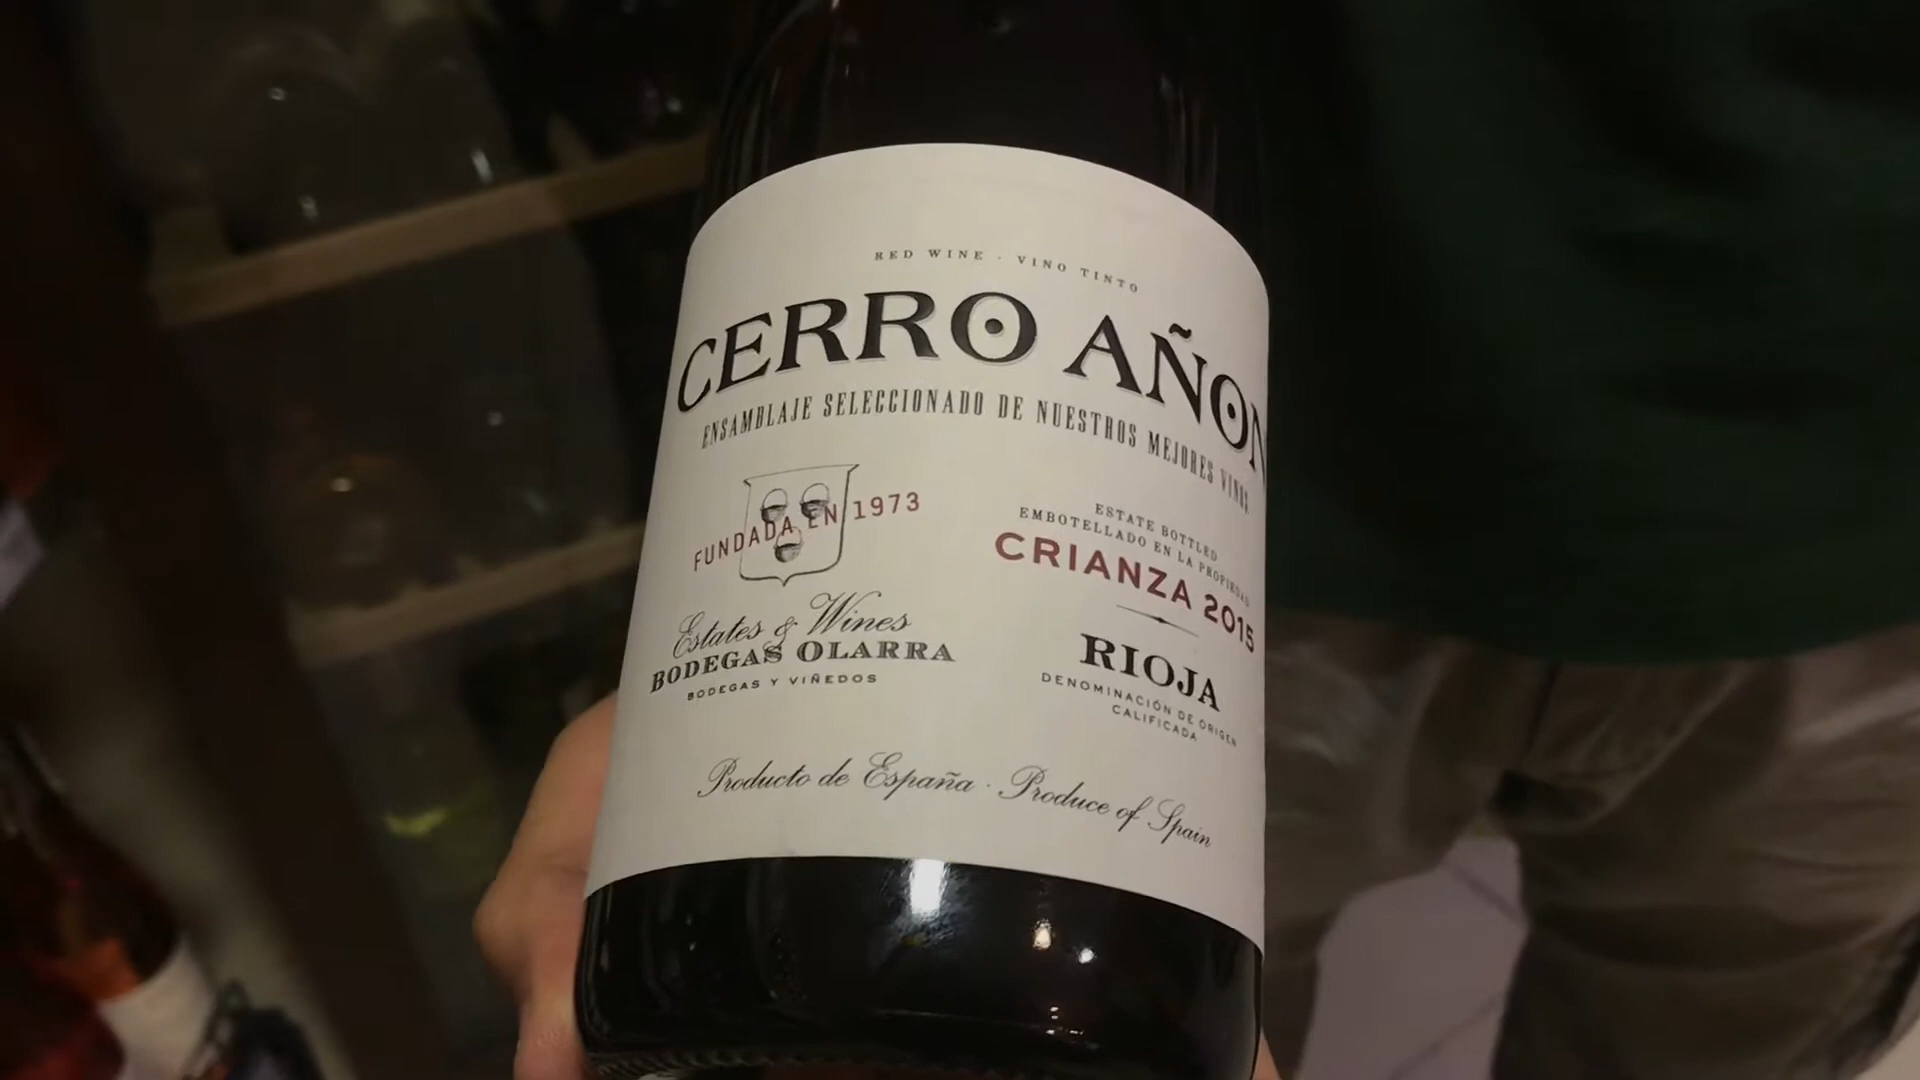 RED WINE · VINO TINTO
CERRO AÑON
ENSAMBLAJE SELECCIONADO DE NUESTROS MEJORES VINOS
FUNDADA EN 1973
Estates & Wines
BODEGAS OLARRA
BODEGAS Y VIÑEDOS
ESTATE BOTTLED
EMBOTELLADO EN LA PROPIEDAD
CRIANZA 2015
RIOJA
DENOMINACIÓN DE ORIGEN
CALIFICADA
Producto de España · Produce of Spain